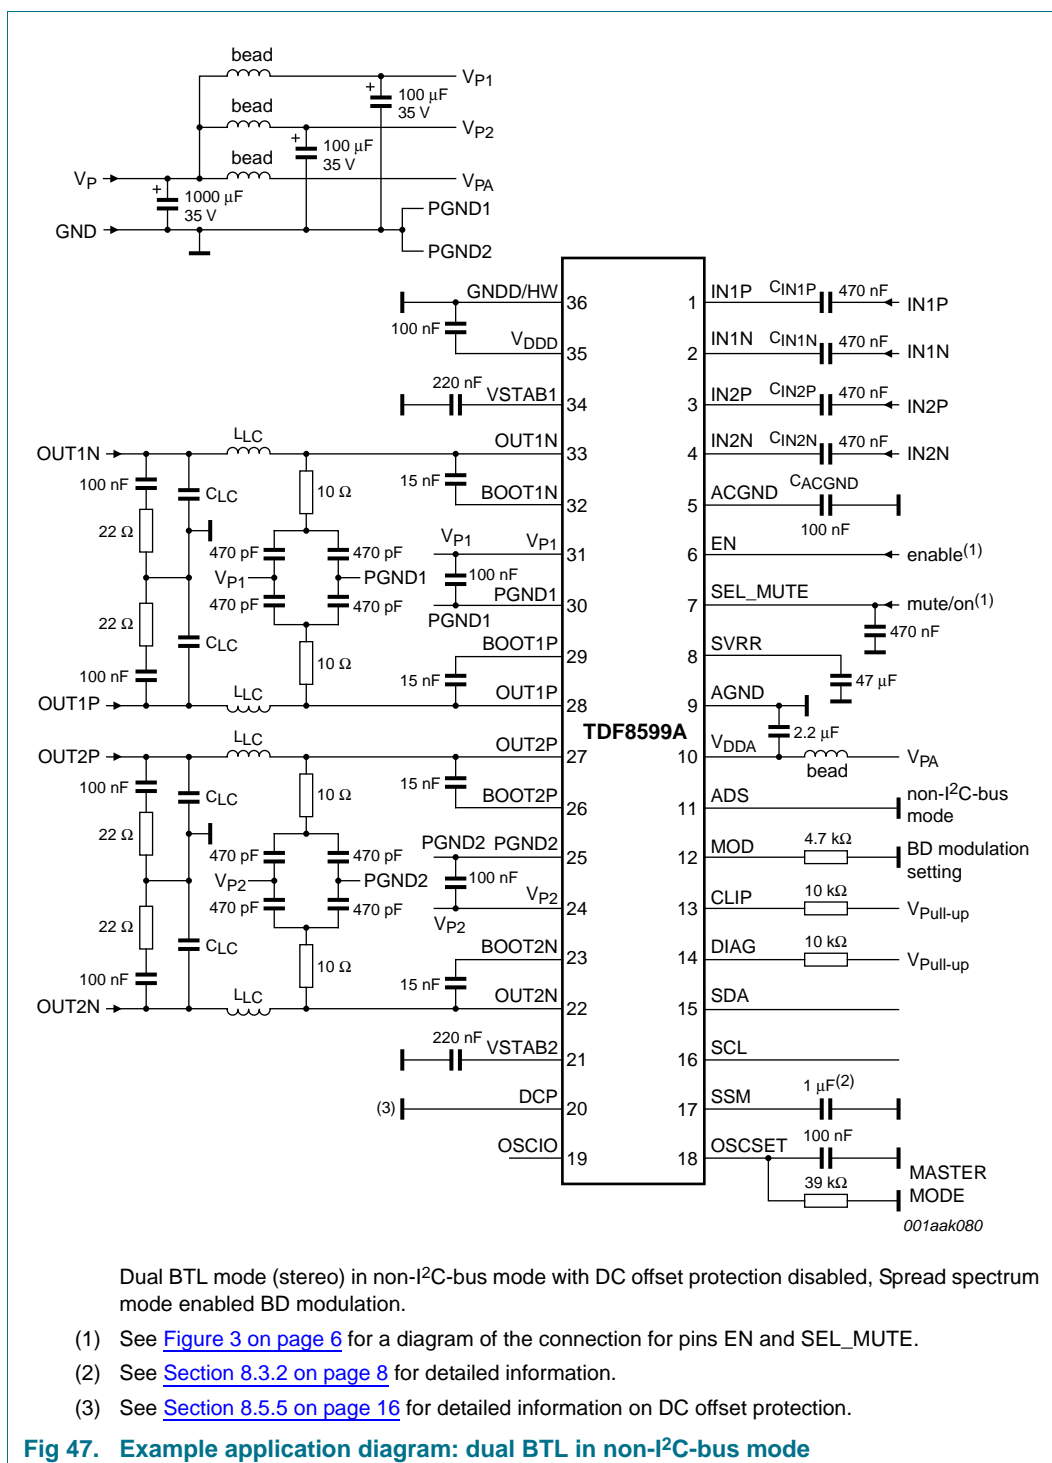 bead
VP1
+
100 μF
35 V
bead
VP2
+
100 μF
35 V
bead
VP
VPA
+
1000 μF
35 V
PGND1
GND
PGND2
GNDD/HW
36
100 nF
VDDD
35
220 nF
VSTAB1
34
OUT1N
LLC
OUT1N
33
100 nF
CLC
10 Ω
15 nF
BOOT1N
32
22 Ω
470 pF
470 pF
VP1
VP1
31
VP1
PGND1
100 nF
470 pF
470 pF
PGND1
30
PGND1
22 Ω
CLC
10 Ω
BOOT1P
29
100 nF
15 nF
OUT1P
LLC
OUT1P
28
TDF8599A
OUT2P
LLC
OUT2P
27
100 nF
CLC
10 Ω
15 nF
BOOT2P
26
22 Ω
470 pF
470 pF
PGND2
PGND2
25
VP2
PGND2
100 nF
470 pF
470 pF
VP2
24
VP2
22 Ω
CLC
10 Ω
BOOT2N
23
100 nF
15 nF
OUT2N
LLC
OUT2N
22
220 nF
VSTAB2
21
(3)
DCP
20
OSCIO
19
1
IN1P
CIN1P
470 nF
IN1P
2
IN1N
CIN1N
470 nF
IN1N
3
IN2P
CIN2P
470 nF
IN2P
4
IN2N
CIN2N
470 nF
IN2N
5
ACGND
CACGND
100 nF
6
EN
enable(1)
7
SEL_MUTE
mute/on(1)
470 nF
8
SVRR
47 μF
9
AGND
2.2 μF
10
VDDA
bead
VPA
11
ADS
non-I2C-bus
mode
12
MOD
4.7 kΩ
BD modulation
setting
13
CLIP
10 kΩ
VPull-up
14
DIAG
10 kΩ
VPull-up
15
SDA
16
SCL
17
SSM
1 μF(2)
18
OSCSET
100 nF
39 kΩ
MASTER
MODE
001aak080
Dual BTL mode (stereo) in non-I2C-bus mode with DC offset protection disabled, Spread spectrum
mode enabled BD modulation.
(1) See Figure 3 on page 6 for a diagram of the connection for pins EN and SEL_MUTE.
(2) See Section 8.3.2 on page 8 for detailed information.
(3) See Section 8.5.5 on page 16 for detailed information on DC offset protection.
Fig 47. Example application diagram: dual BTL in non-I2C-bus mode